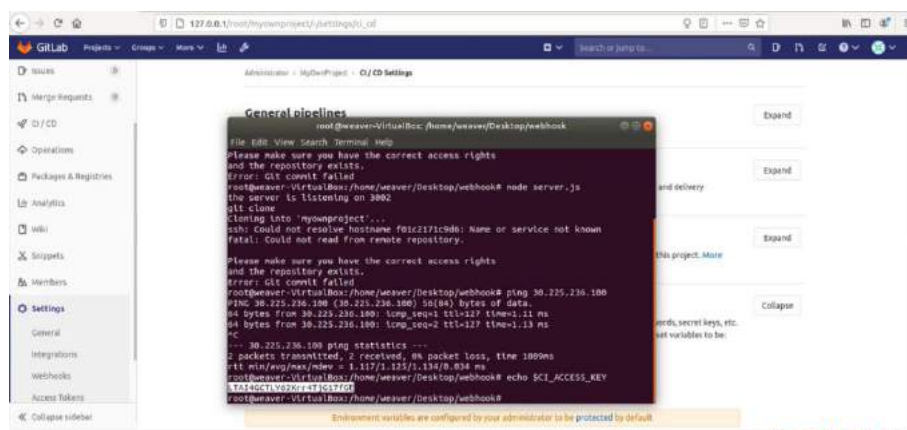 127.0.0.1/root/myownproject/-/settings/ci_cd
GitLab
Projects
Groups
More
Search or jump to...
Issues
Merge Requests
CI / CD
Operations
Packages & Registries
Analytics
Wiki
Snippets
Members
Settings
General
Integrations
Webhooks
Access Tokens
Collapse sidebar
Administrator > MyOwnProject > CI / CD Settings
General pipelines
Expand
Expand
and delivery
Expand
this project. More
Collapse
words, secret keys, etc.
set variables to be:
root@weaver-VirtualBox: /home/weaver/Desktop/webhook
File Edit View Search Terminal Help
Please make sure you have the correct access rights
and the repository exists.
Error: Git commit failed
root@weaver-VirtualBox:/home/weaver/Desktop/webhook# node server.js
the server is listening on 3002
git clone
Cloning into 'myownproject'...
ssh: Could not resolve hostname f01c2171c9d6: Name or service not known
fatal: Could not read from remote repository.
Please make sure you have the correct access rights
and the repository exists.
Error: Git commit failed
root@weaver-VirtualBox:/home/weaver/Desktop/webhook# ping 30.225.236.100
PING 30.225.236.100 (30.225.236.100) 56(84) bytes of data.
64 bytes from 30.225.236.100: icmp_seq=1 ttl=127 time=1.11 ms
64 bytes from 30.225.236.100: icmp_seq=2 ttl=127 time=1.13 ms
^C
--- 30.225.236.100 ping statistics ---
2 packets transmitted, 2 received, 0% packet loss, time 1009ms
rtt min/avg/max/mdev = 1.117/1.125/1.134/0.034 ms
root@weaver-VirtualBox:/home/weaver/Desktop/webhook# echo $CI_ACCESS_KEY
root@weaver-VirtualBox:/home/weaver/Desktop/webhook#
Environment variables are configured by your administrator to be protected by default